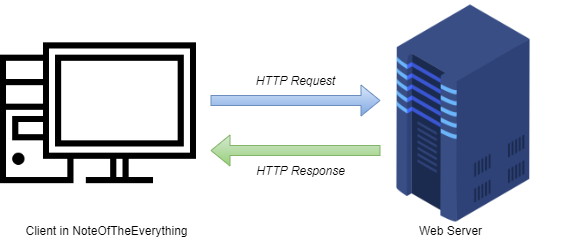 HTTP Request
HTTP Response
Client in NoteOfTheEverything
Web Server